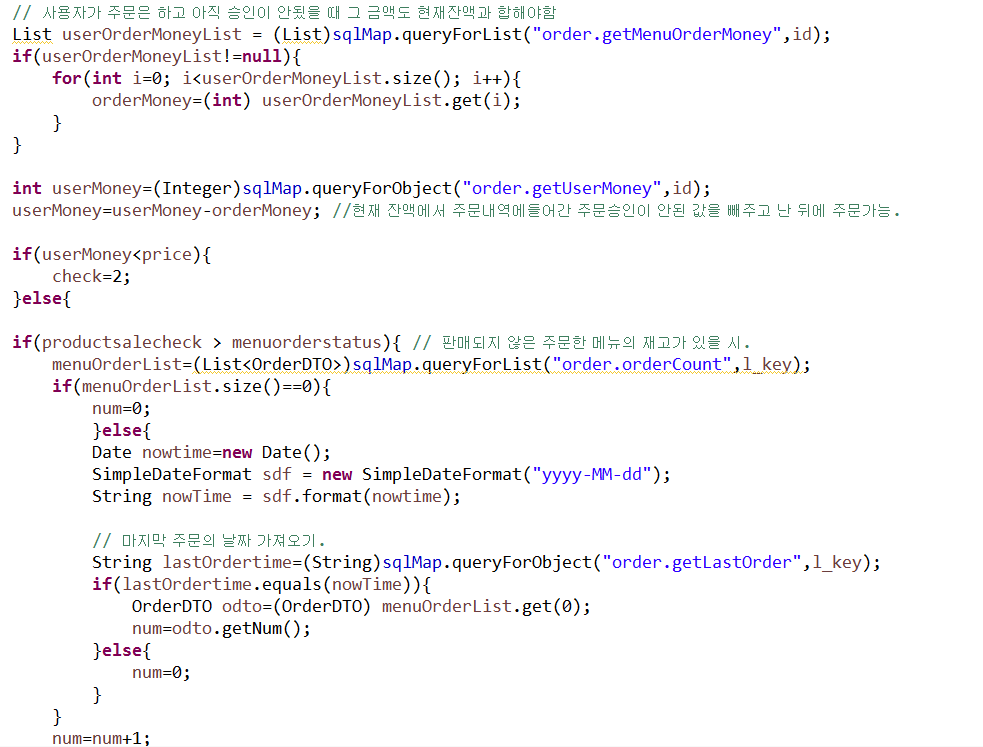 // 사용자가 주문은 하고 아직 승인이 안됬을 때 그 금액도 현재잔액과 합해야함
List userOrderMoneyList = (List)sqlMap.queryForList("order.getMenuOrderMoney",id);
if(userOrderMoneyList!=null){
    for(int i=0; i<userOrderMoneyList.size(); i++){
        orderMoney=(int) userOrderMoneyList.get(i);
    }
}

int userMoney=(Integer)sqlMap.queryForObject("order.getUserMoney",id);
userMoney=userMoney-orderMoney; //현재 잔액에서 주문내역에들어간 주문승인이 안된 값을 빼주고 난 뒤에 주문가능.

if(userMoney<price){
    check=2;
}else{

if(productsalecheck > menuorderstatus){ // 판매되지 않은 주문한 메뉴의 재고가 있을 시.
    menuOrderList=(List<OrderDTO>)sqlMap.queryForList("order.orderCount",l_key);
    if(menuOrderList.size()==0){
        num=0;
        }else{
        Date nowtime=new Date();
        SimpleDateFormat sdf = new SimpleDateFormat("yyyy-MM-dd");
        String nowTime = sdf.format(nowtime);

        // 마지막 주문의 날짜 가져오기.
        String lastOrdertime=(String)sqlMap.queryForObject("order.getLastOrder",l_key);
        if(lastOrdertime.equals(nowTime)){
            OrderDTO odto=(OrderDTO) menuOrderList.get(0);
            num=odto.getNum();
        }else{
            num=0;
        }
    }
    num=num+1;